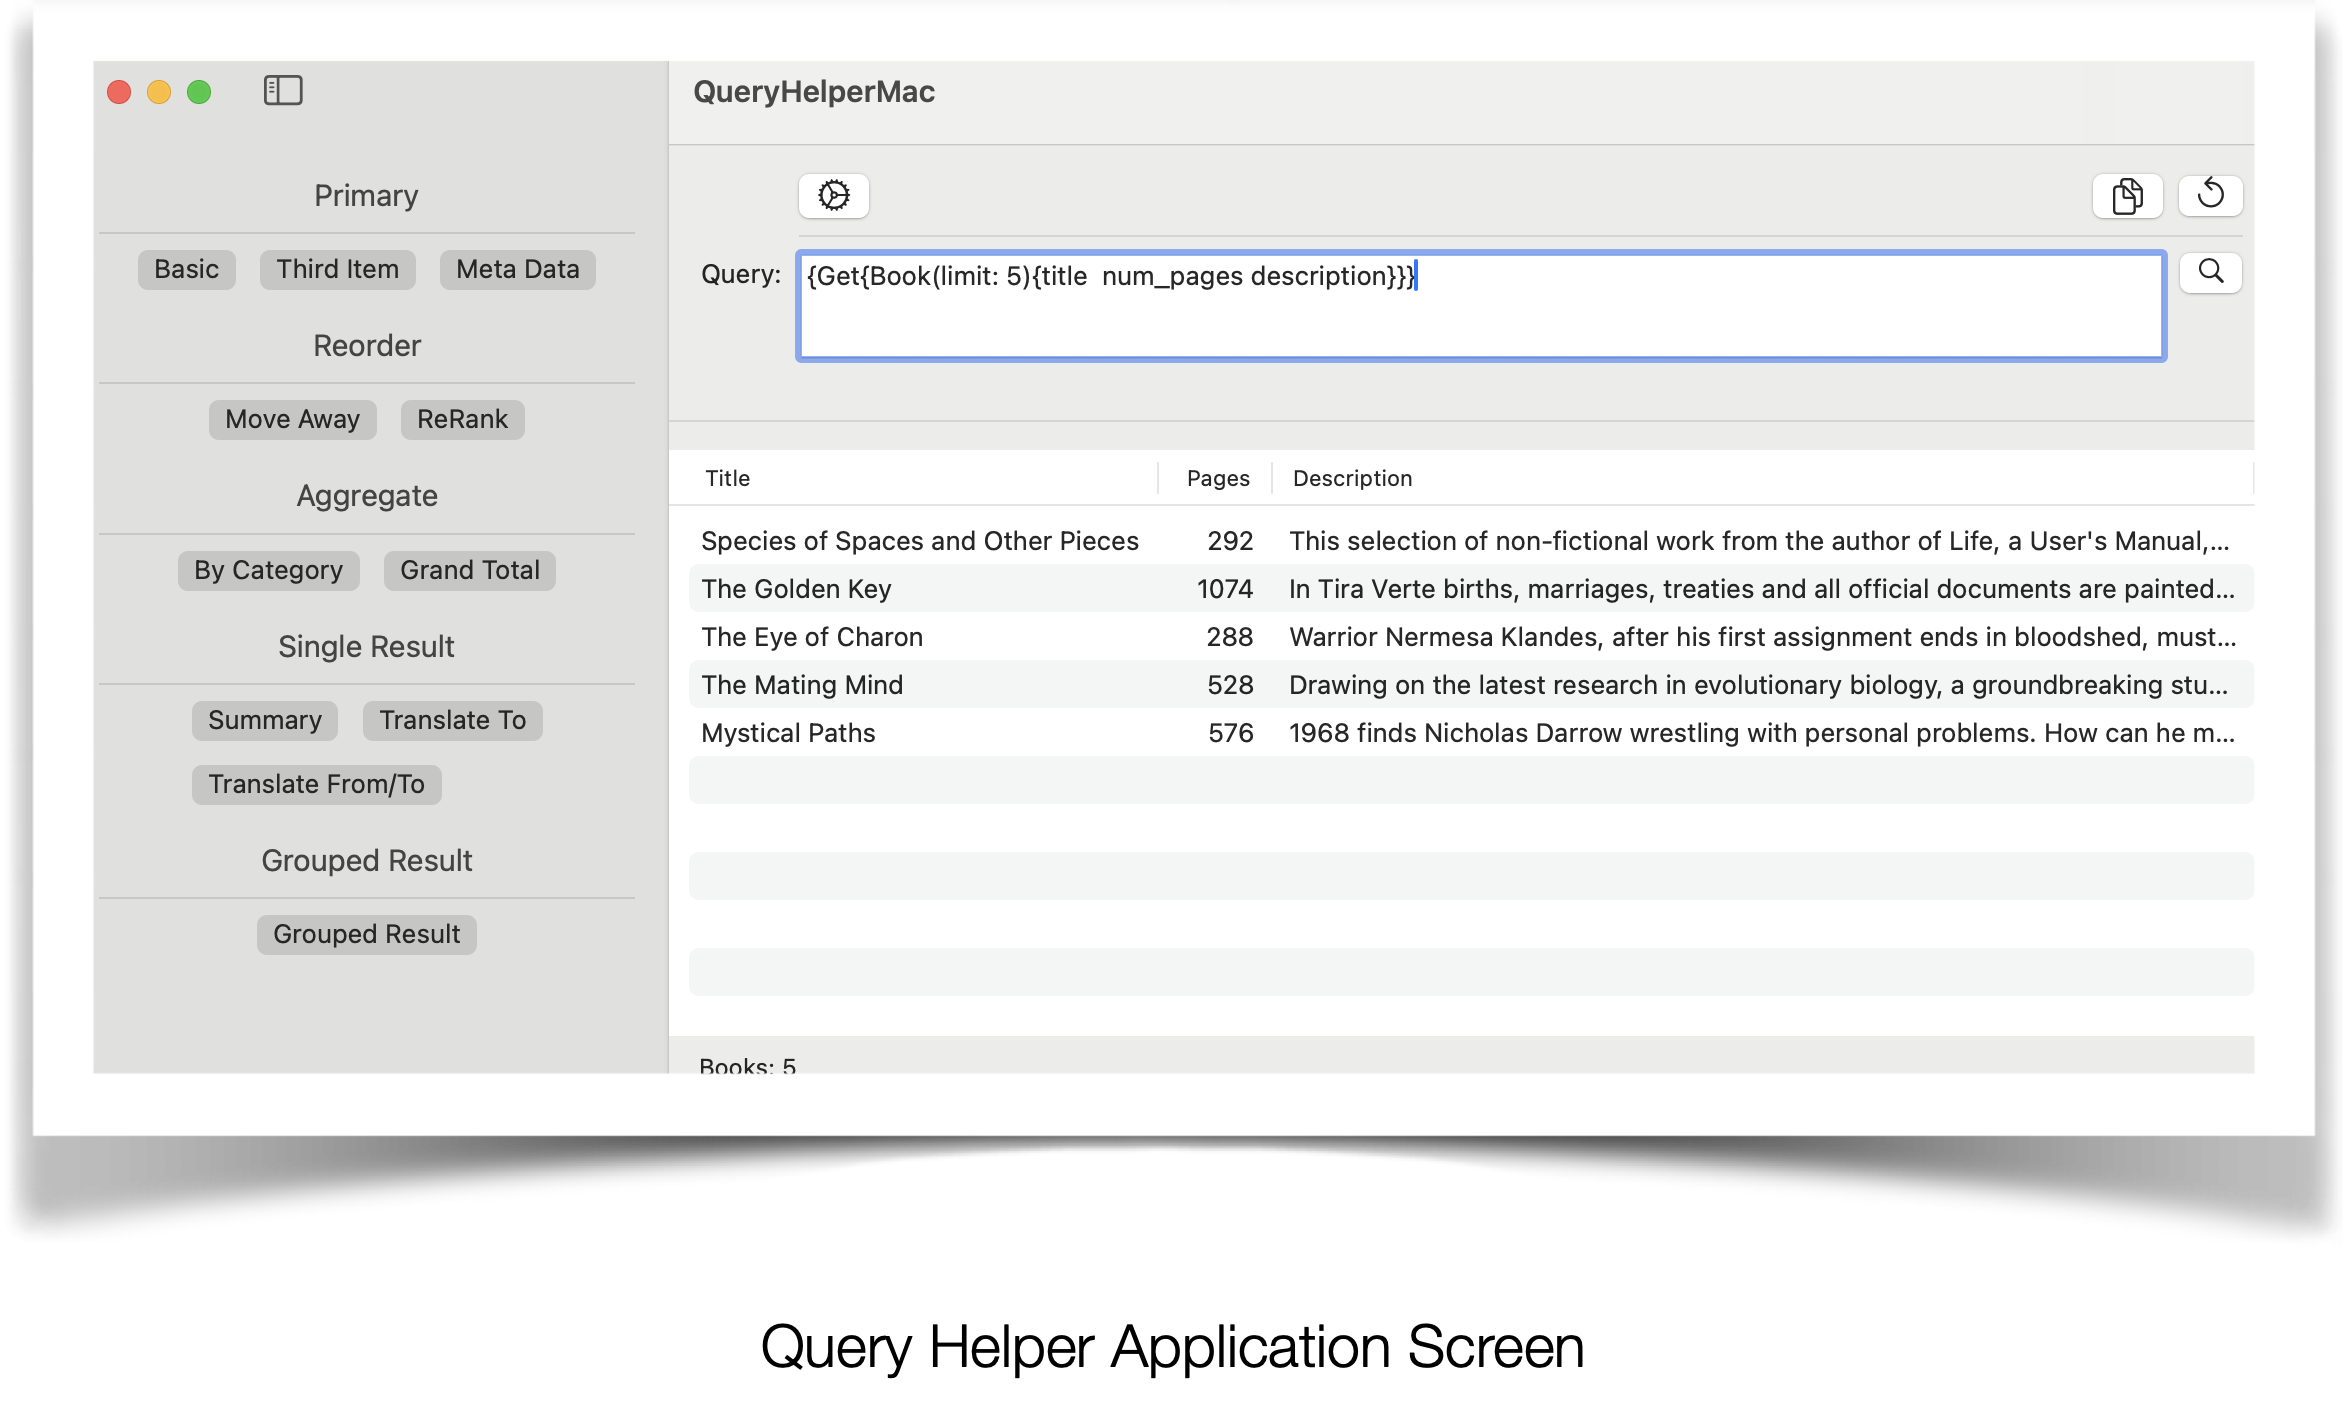 QueryHelperMac
Primary
Basic Third Item Meta Data
Reorder
Move Away ReRank
Aggregate
By Category Grand Total
Single Result
Summary Translate To
Translate From/To
Grouped Result
Grouped Result
Query: {Get{Book(limit: 5){title  num_pages description}}}
Title Pages Description
Species of Spaces and Other Pieces 292 This selection of non-fictional work from the author of Life, a User's Manual,...
The Golden Key 1074 In Tira Verte births, marriages, treaties and all official documents are painted...
The Eye of Charon 288 Warrior Nermesa Klandes, after his first assignment ends in bloodshed, must...
The Mating Mind 528 Drawing on the latest research in evolutionary biology, a groundbreaking stu...
Mystical Paths 576 1968 finds Nicholas Darrow wrestling with personal problems. How can he m...
Books: 5
Query Helper Application Screen